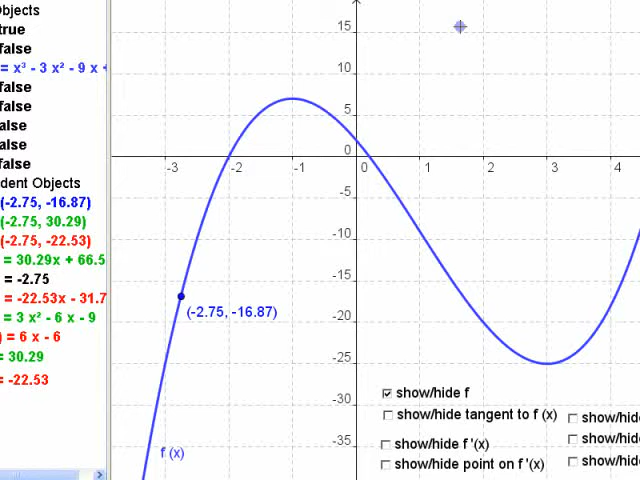 Objects
true
false
= x³ - 3 x² - 9 x +
false
false
alse
alse
false
dent Objects
(-2.75, -16.87)
(-2.75, 30.29)
(-2.75, -22.53)
= 30.29x + 66.5
= -2.75
= -22.53x - 31.7
= 3 x² - 6 x - 9
) = 6 x - 6
= 30.29
= -22.53
15
10
5
0
-3 -2 -1 0 1 2 3 4
-5
-10
-15
-20
-25
-30
-35
(-2.75, -16.87)
f (x)
show/hide f
show/hide tangent to f (x)
show/hide f '(x)
show/hide point on f '(x)
show/hide
show/hide
show/hide